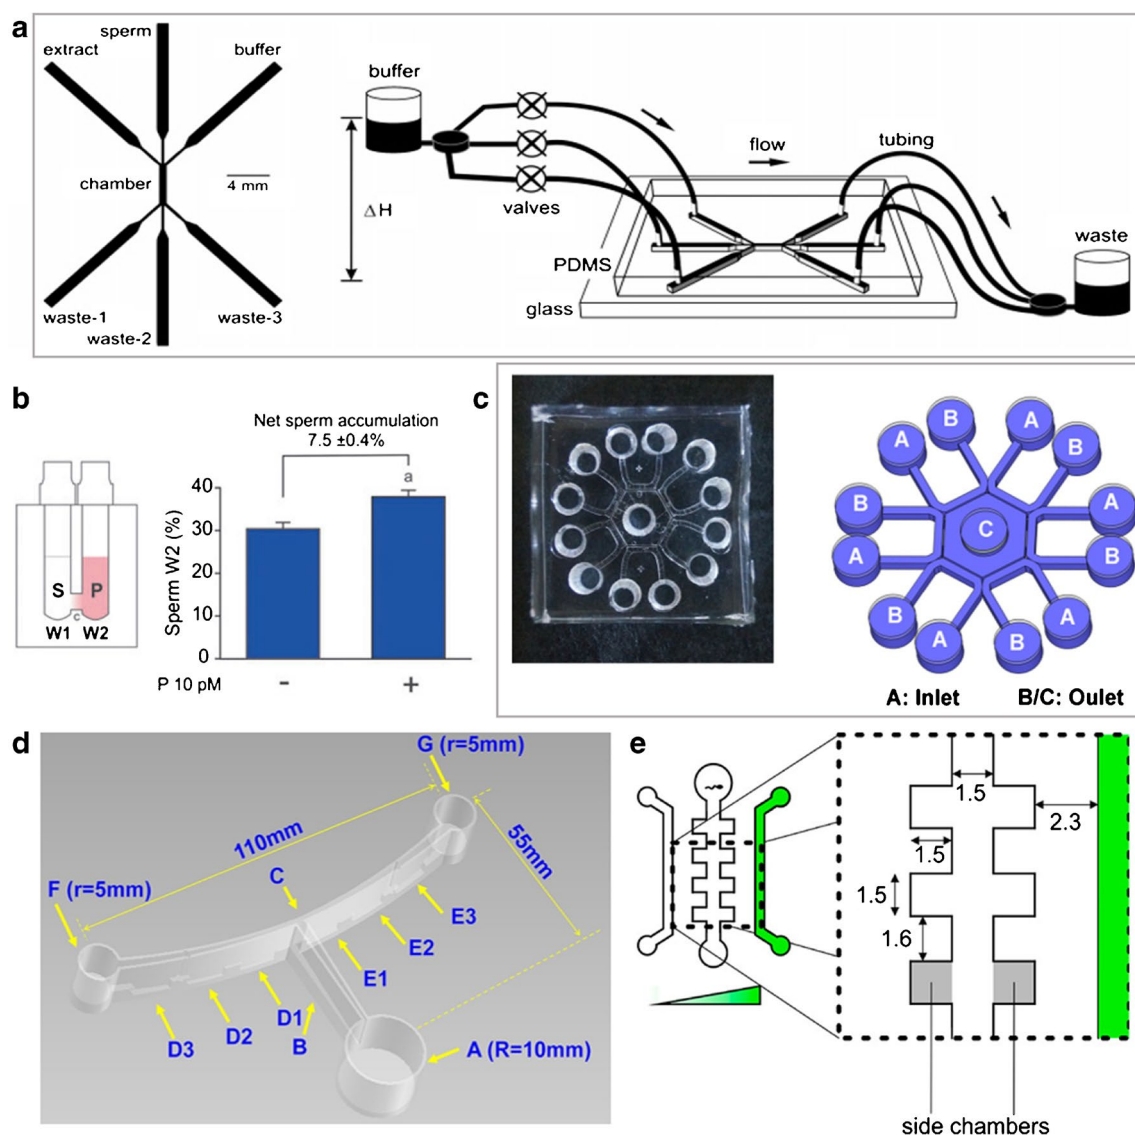 a
sperm
extract
buffer
chamber
4 mm
waste-1
waste-2
waste-3
buffer
ΔH
valves
flow
tubing
PDMS
glass
waste
b
Net sperm accumulation
7.5 ±0.4%
a
Sperm W2 (%)
40
30
20
10
0
P 10 pM
-
+
S
P
c
W1
W2
c
B
A
A
B
B
A
A
B
C
B
A
A
B
A: Inlet
B/C: Oulet
d
G (r=5mm)
110mm
55mm
C
F (r=5mm)
E3
E2
E1
D1
D2
D3
B
A (R=10mm)
e
1.5
2.3
1.5
1.5
1.6
side chambers